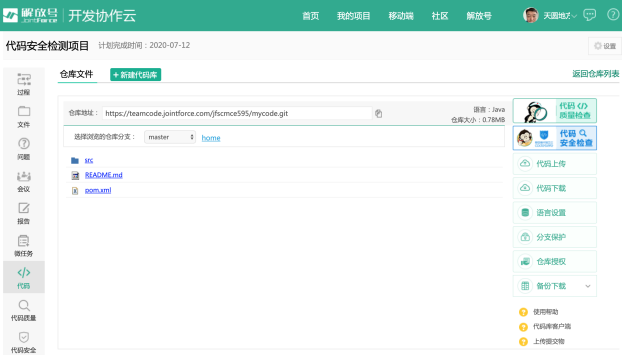 解放号 JointForce 开发协作云 首页 我的项目 移动端 社区 解放号
代码安全检测项目 计划完成时间：2020-07-12 设置
过程
文件
问题
会议
报告
微任务
代码
代码质量
代码安全
仓库文件 + 新建代码库 返回仓库列表
仓库地址： https://teamcode.jointforce.com/jfscmce595/mycode.git
语言：Java
仓库大小：0.78MB
选择浏览的仓库分支： master home
src
README.md
pom.xml
代码
质量检查
代码
安全检查
代码上传
代码下载
语言设置
分支保护
仓库授权
备份下载
使用帮助
代码库客户端
上传提交物